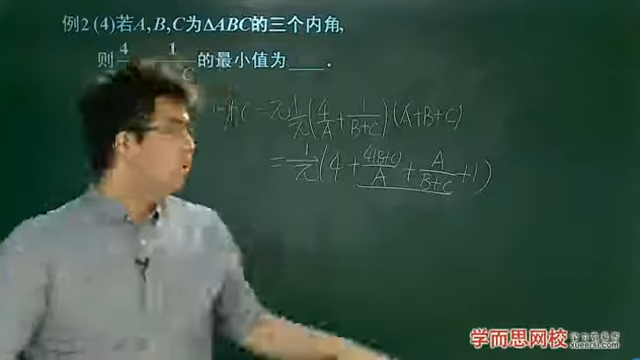 例2 (4)若A,B,C为△ABC的三个内角,
则 4 1 C 的最小值为____.
C = π 1/π (4/A + 1/(B+C)) (A+B+C)
= 1/π (4 + 4(B+C)/A + A/(B+C) + 1)
学而思网校
xueersi.com